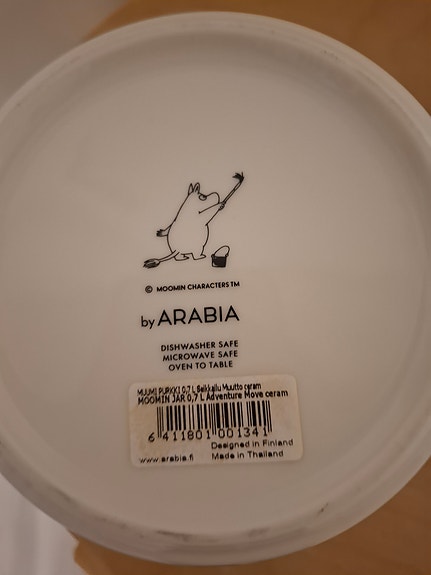 © MOOMIN CHARACTERS TM
by ARABIA
DISHWASHER SAFE
MICROWAVE SAFE
OVEN TO TABLE
MUUMI PURKKI 0,7 L Seikkailu Muutto ceram
MOOMIN JAR 0,7 L Adventure Move ceram
6 411801 001341
Designed in Finland
www.arabia.fi Made in Thailand